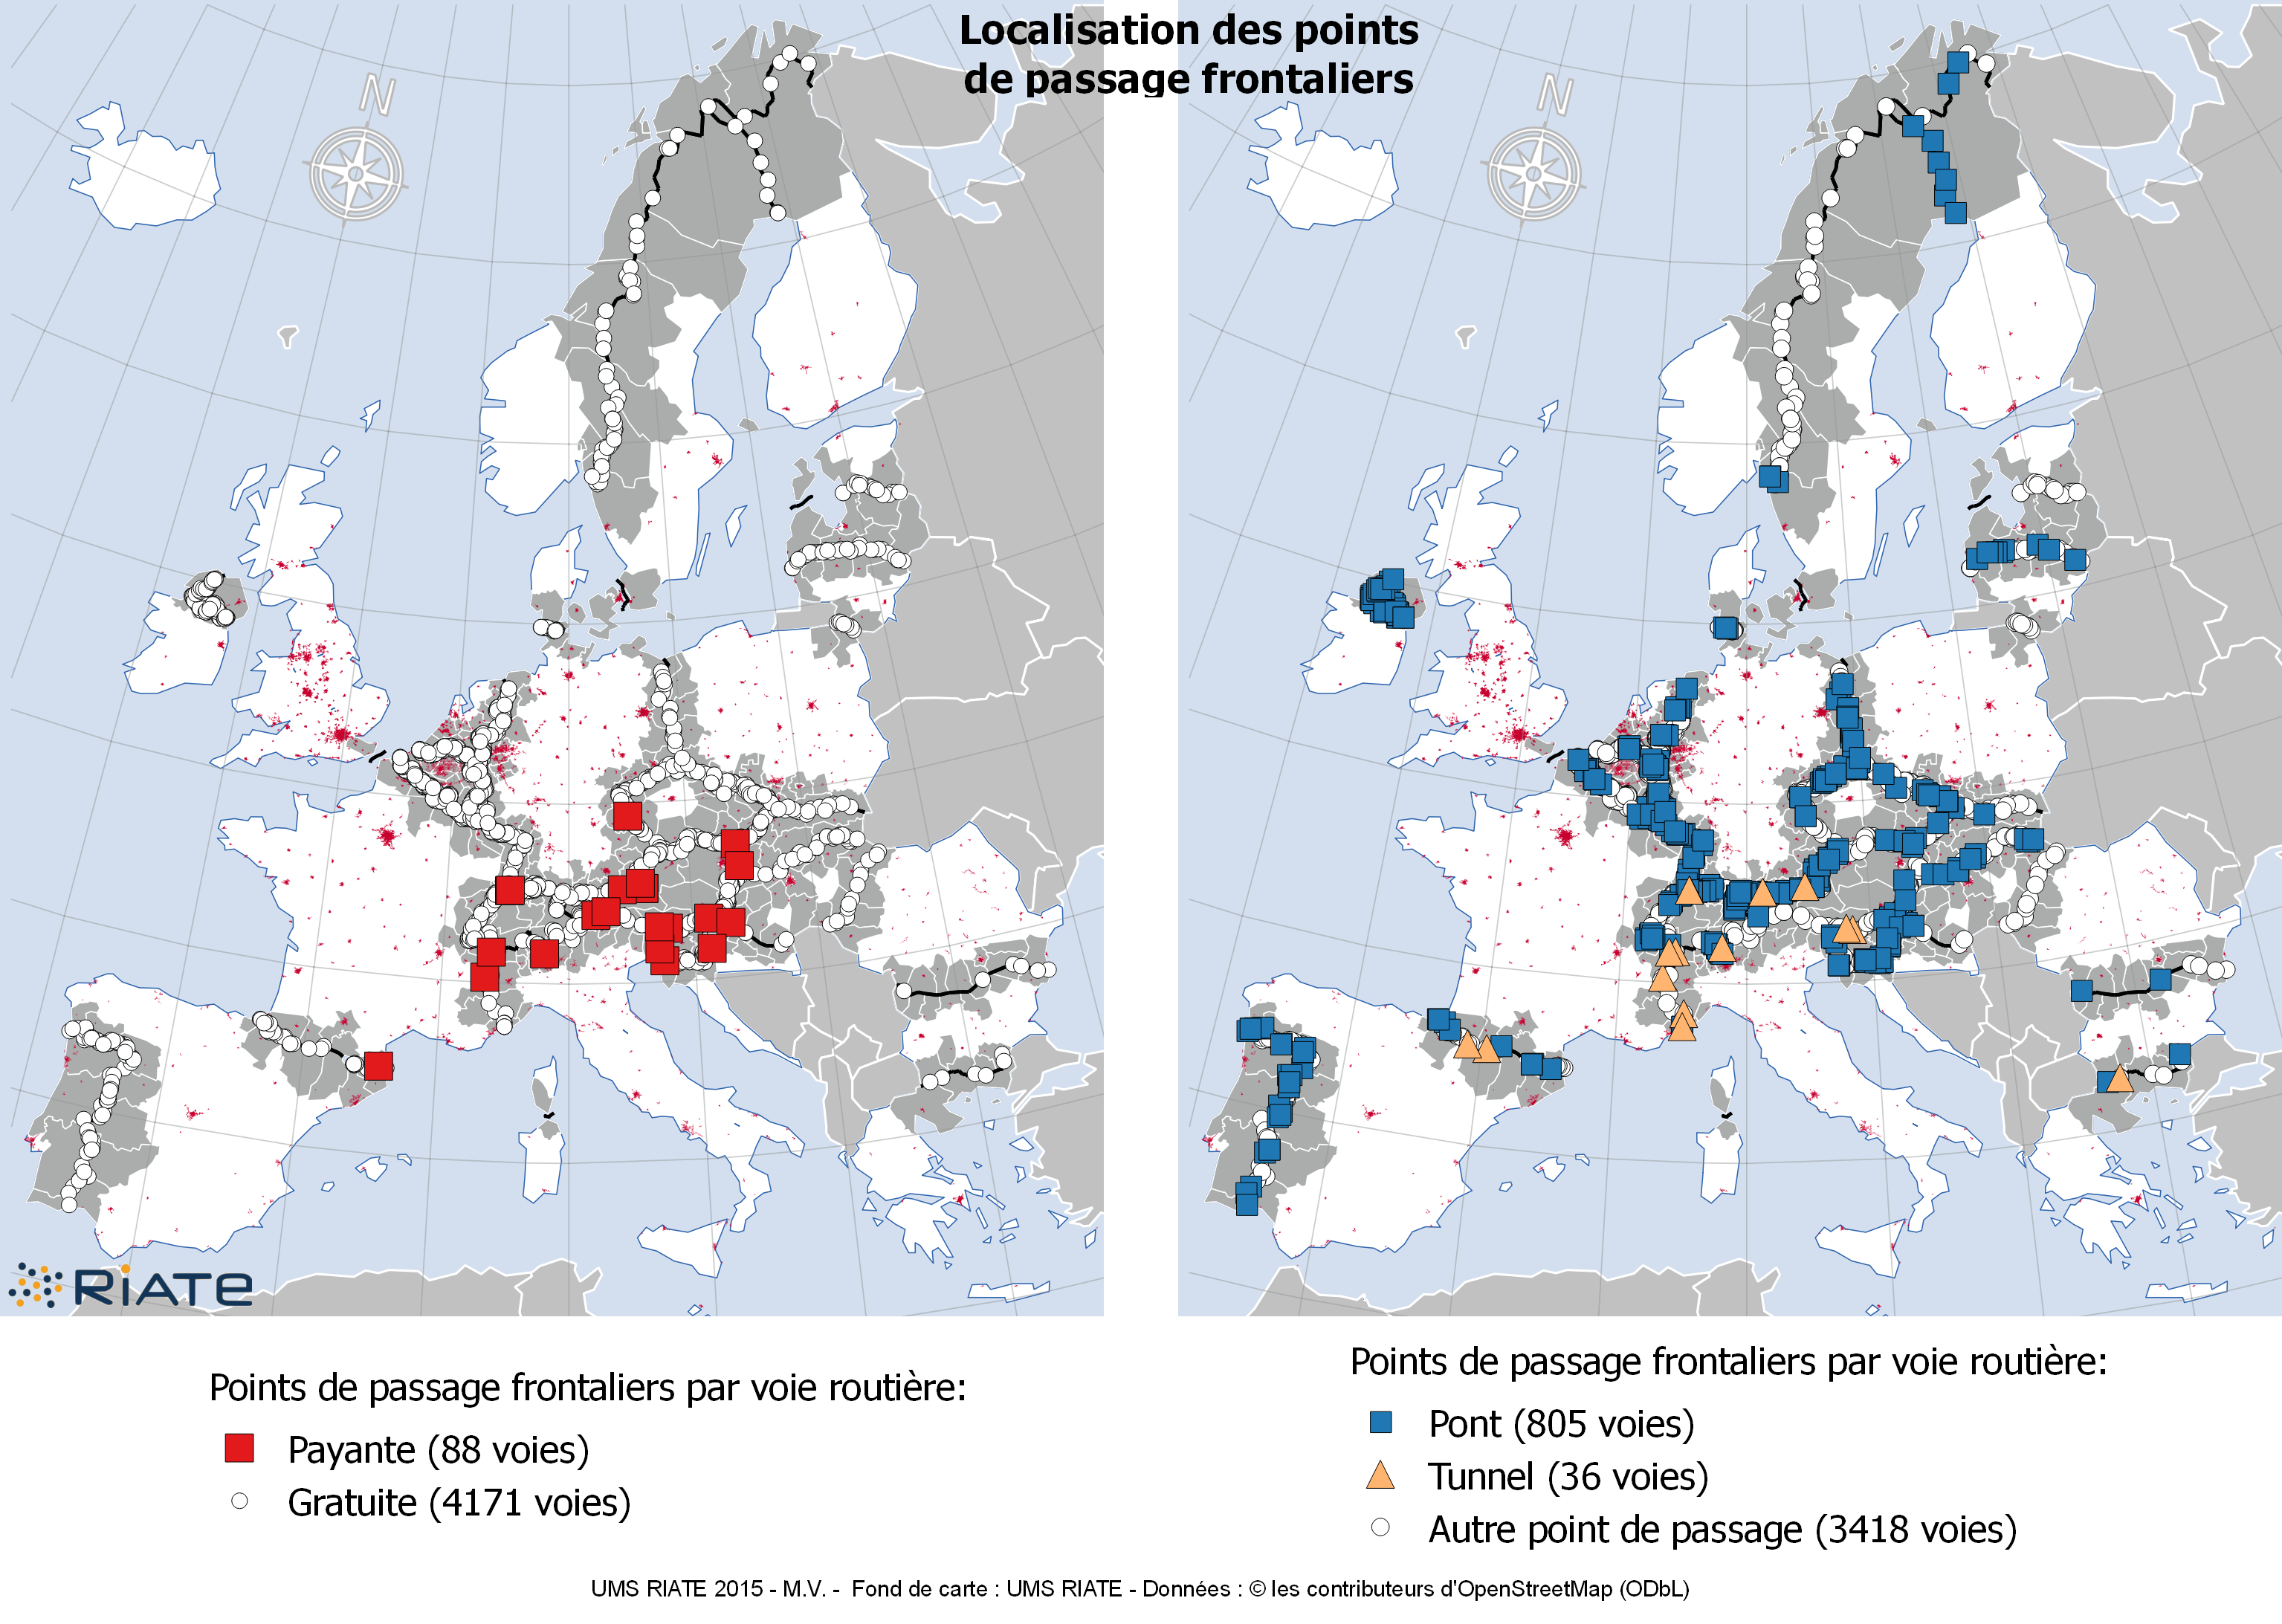 Localisation des points
de passage frontaliers
N
N
RIATE
Points de passage frontaliers par voie routière:
Payante (88 voies)
Gratuite (4171 voies)
Points de passage frontaliers par voie routière:
Pont (805 voies)
Tunnel (36 voies)
Autre point de passage (3418 voies)
UMS RIATE 2015 - M.V. - Fond de carte : UMS RIATE - Données : © les contributeurs d'OpenStreetMap (ODbL)